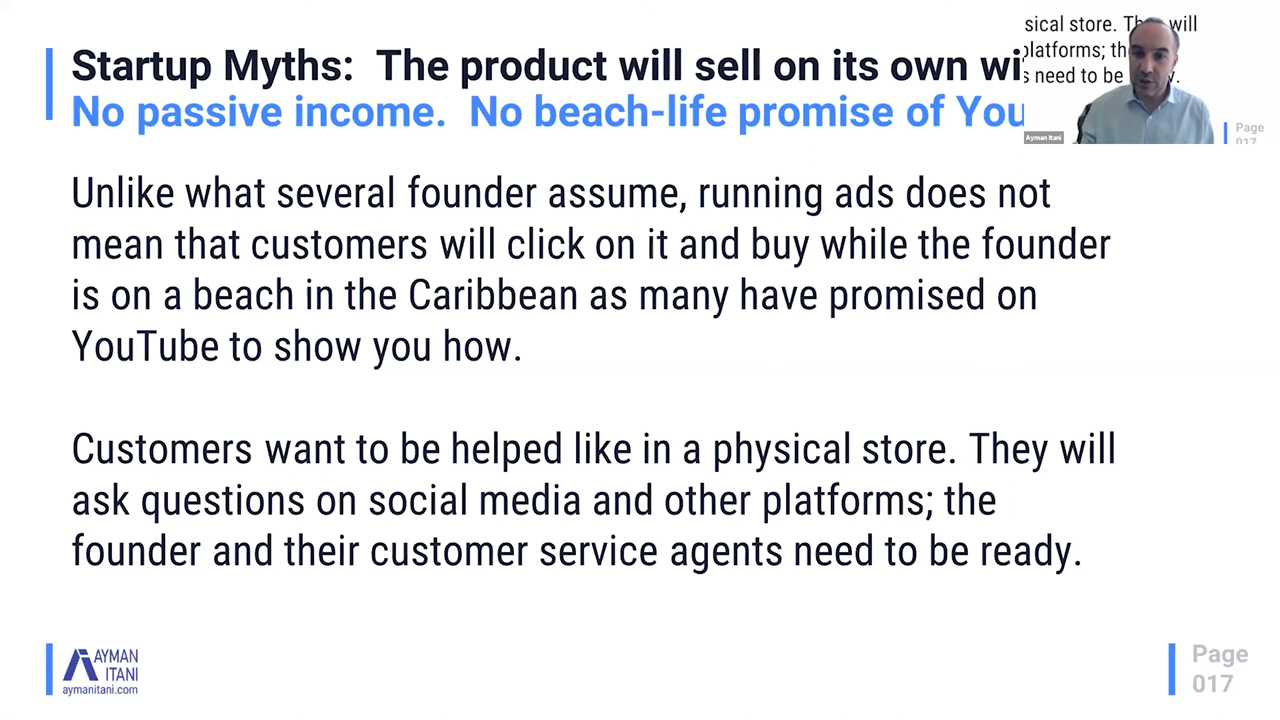 Startup Myths: The product will sell on its own
No passive income. No beach-life promise of
Unlike what several founder assume, running ads does not
mean that customers will click on it and buy while the founder
is on a beach in the Caribbean as many have promised on
YouTube to show you how.
Customers want to be helped like in a physical store. They will
ask questions on social media and other platforms; the
founder and their customer service agents need to be ready.
sical store. will
platforms;
s need to be
Ayman Itani
Page
AYMAN
ITANI
aymanitani.com
Page
017